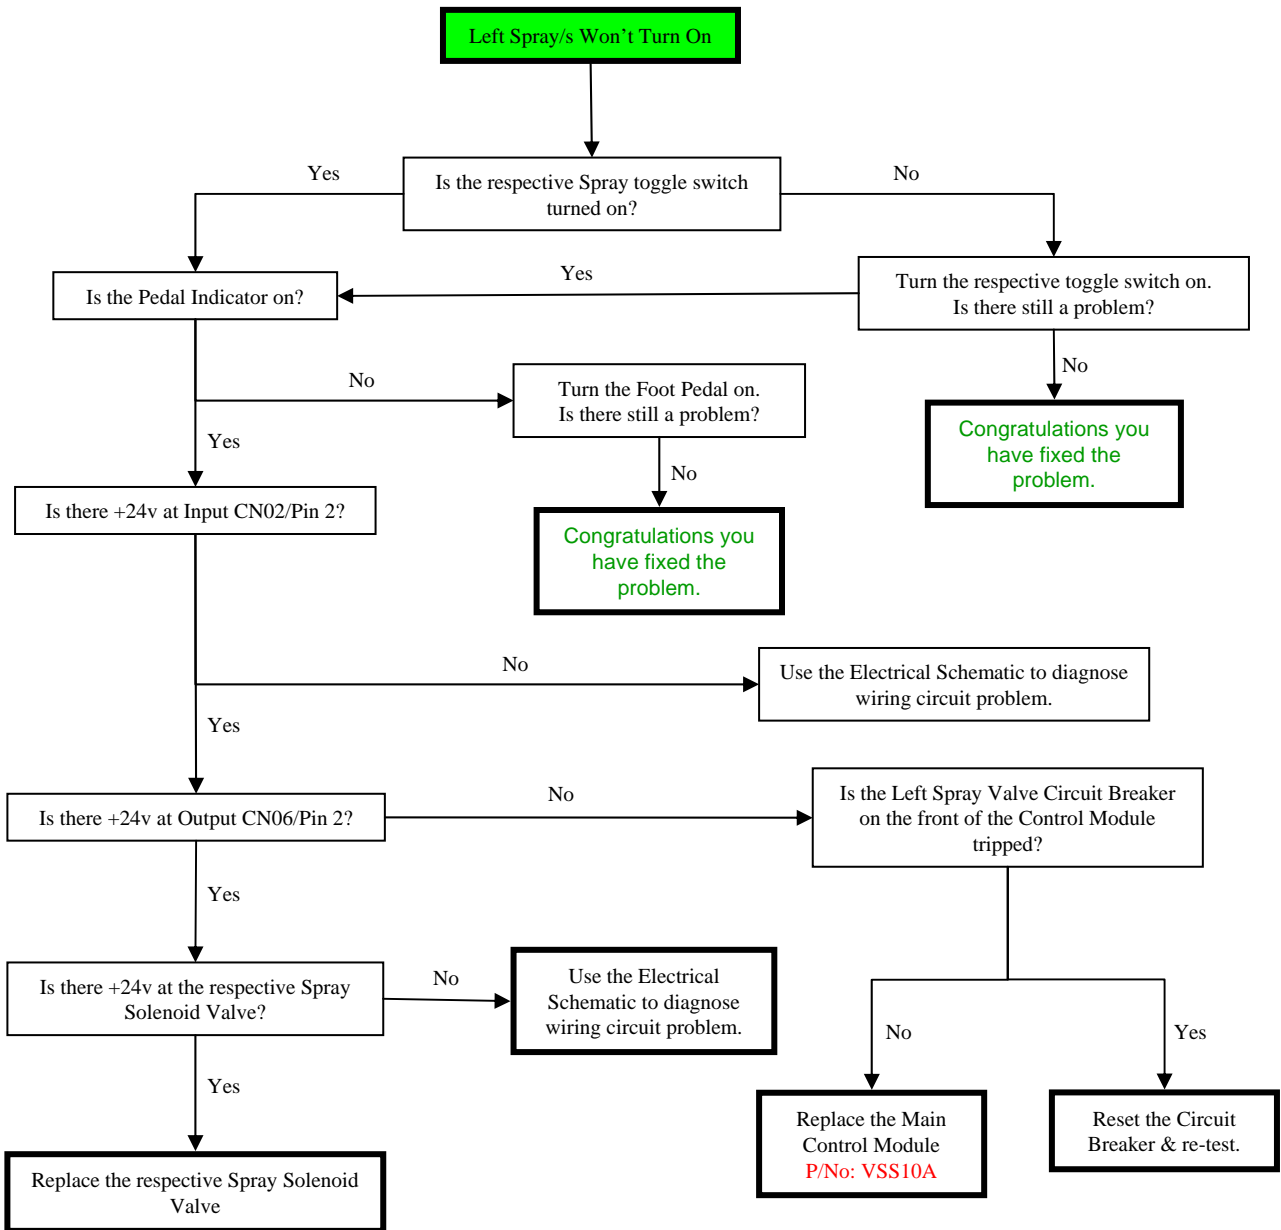 Left Spray/s Won't Turn On
Yes
Is the respective Spray toggle switch
turned on?
No
Is the Pedal Indicator on?
Yes
Turn the respective toggle switch on.
Is there still a problem?
No
Turn the Foot Pedal on.
Is there still a problem?
No
Congratulations you
have fixed the
problem.
Yes
No
Is there +24v at Input CN02/Pin 2?
Congratulations you
have fixed the
problem.
No
Use the Electrical Schematic to diagnose
wiring circuit problem.
Yes
Is there +24v at Output CN06/Pin 2?
No
Is the Left Spray Valve Circuit Breaker
on the front of the Control Module
tripped?
Yes
Is there +24v at the respective Spray
Solenoid Valve?
No
Use the Electrical
Schematic to diagnose
wiring circuit problem.
No
Yes
Yes
Replace the Main
Control Module
P/No: VSS10A
Reset the Circuit
Breaker & re-test.
Replace the respective Spray Solenoid
Valve